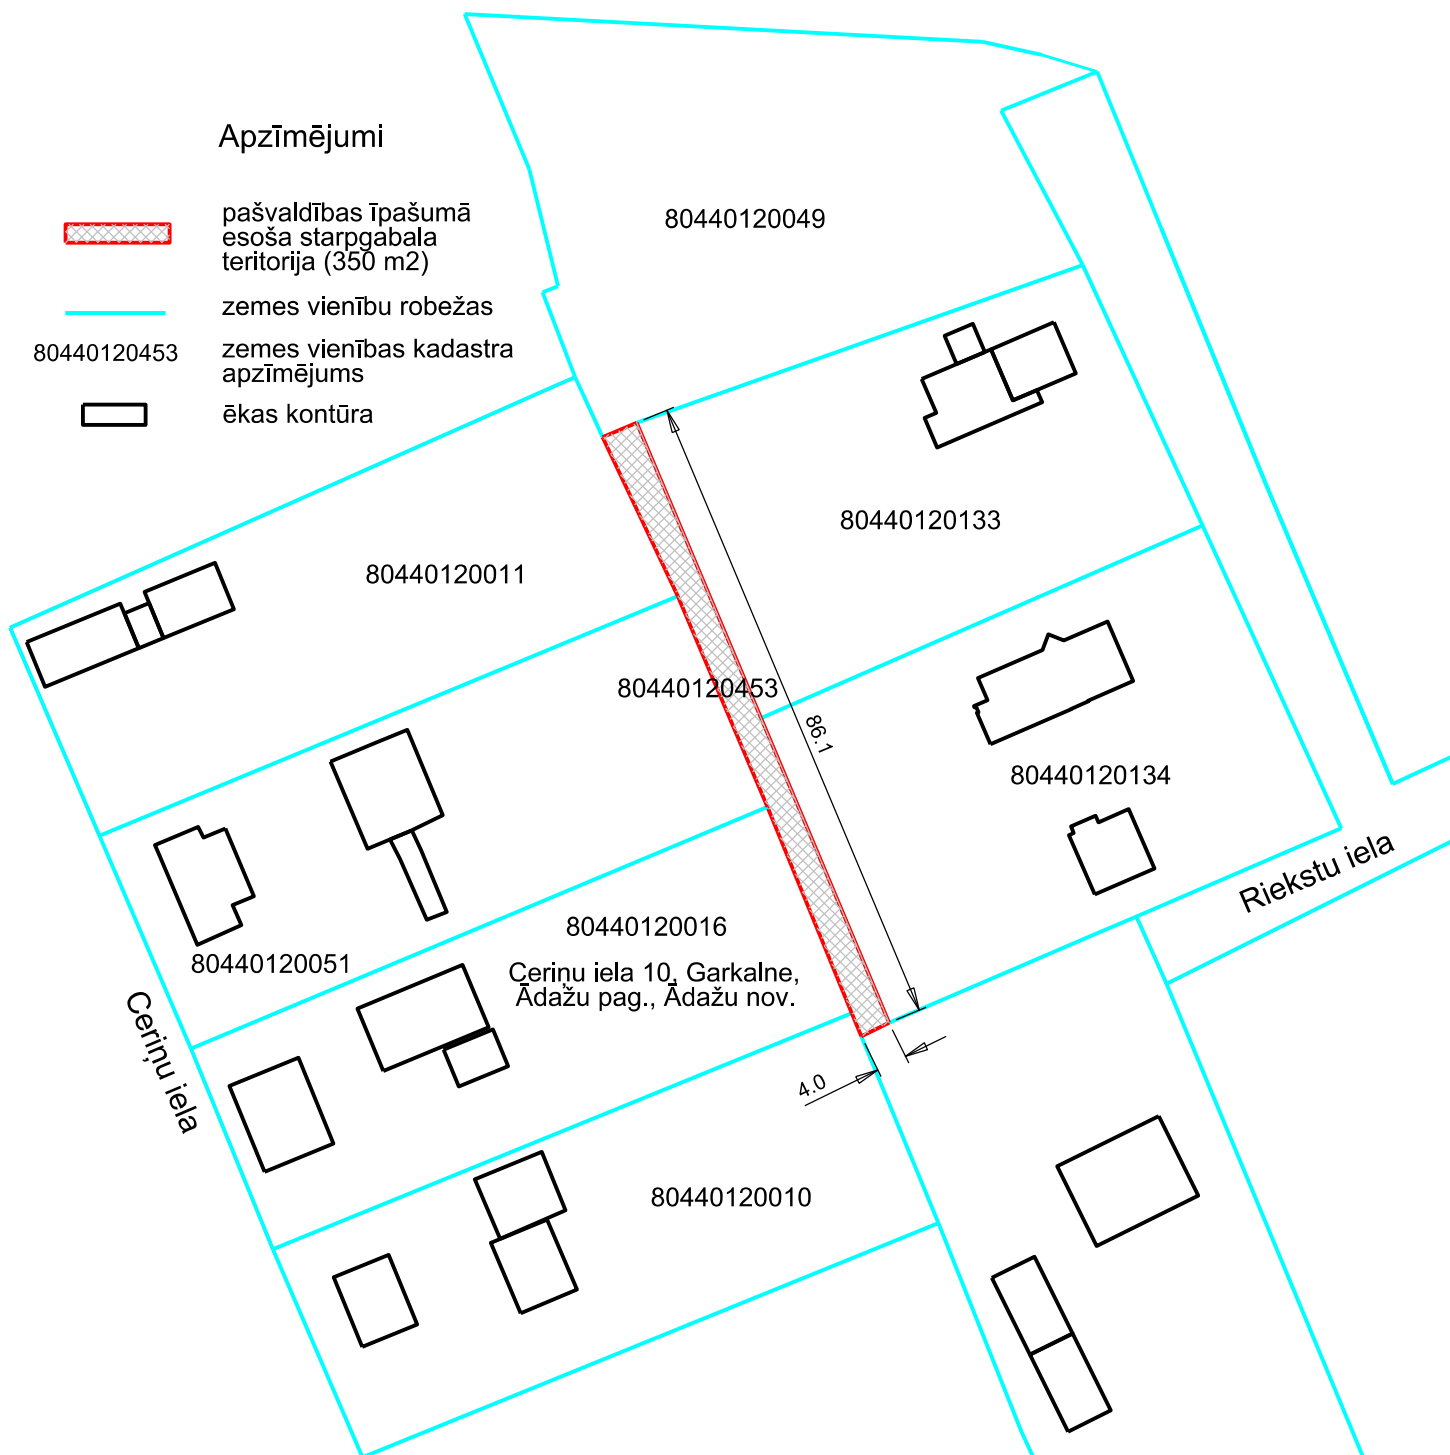 Apzīmējumi
pašvaldības īpašumā
esoša starpgabala
teritorija (350 m2)
zemes vienību robežas
80440120453
zemes vienības kadastra
apzīmējums
ēkas kontūra
80440120049
80440120133
80440120011
80440120453
86.1
80440120134
Riekstu iela
80440120016
Ceriņu iela 10, Garkalne,
Ādažu pag., Ādažu nov.
80440120051
Ceriņu iela
4.0
80440120010